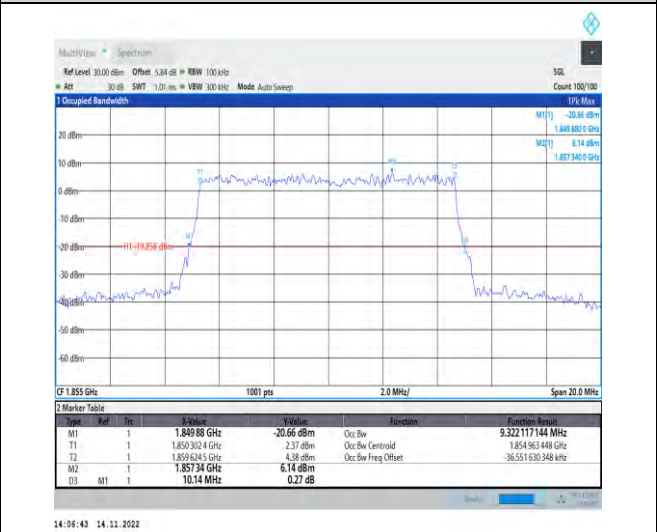 MultiView Spectrum
Ref Level 30.00 dBm Offset 5.84 dB RBW 100 kHz SGL
Att 30 dB SWT 1.01 ms VBW 300 kHz Mode Auto Sweep Count 100/100
1 Occupied Bandwidth 1Pk Max
M1[1] -20.66 dBm
1.849 880 0 GHz
M2[1] 6.14 dBm
1.857 340 0 GHz
20 dBm
10 dBm
0 dBm
-10 dBm
-20 dBm
-30 dBm
-40 dBm
-50 dBm
-60 dBm
T1
M2
T2
M1
H1 -19.856 dBm
CF 1.855 GHz 1001 pts 2.0 MHz/ Span 20.0 MHz
2 Marker Table
Type Ref Trc X-Value Y-Value Function Function Result
M1 1 1.849 88 GHz -20.66 dBm Occ Bw 9.322 117 144 MHz
T1 1 1.850 302 4 GHz 2.37 dBm Occ Bw Centroid 1.854 963 448 GHz
T2 1 1.859 624 5 GHz 4.38 dBm Occ Bw Freq Offset -36.551 630 348 kHz
M2 1 1.857 34 GHz 6.14 dBm
D3 M1 1 10.14 MHz 0.27 dB
14:06:43 14.11.2022